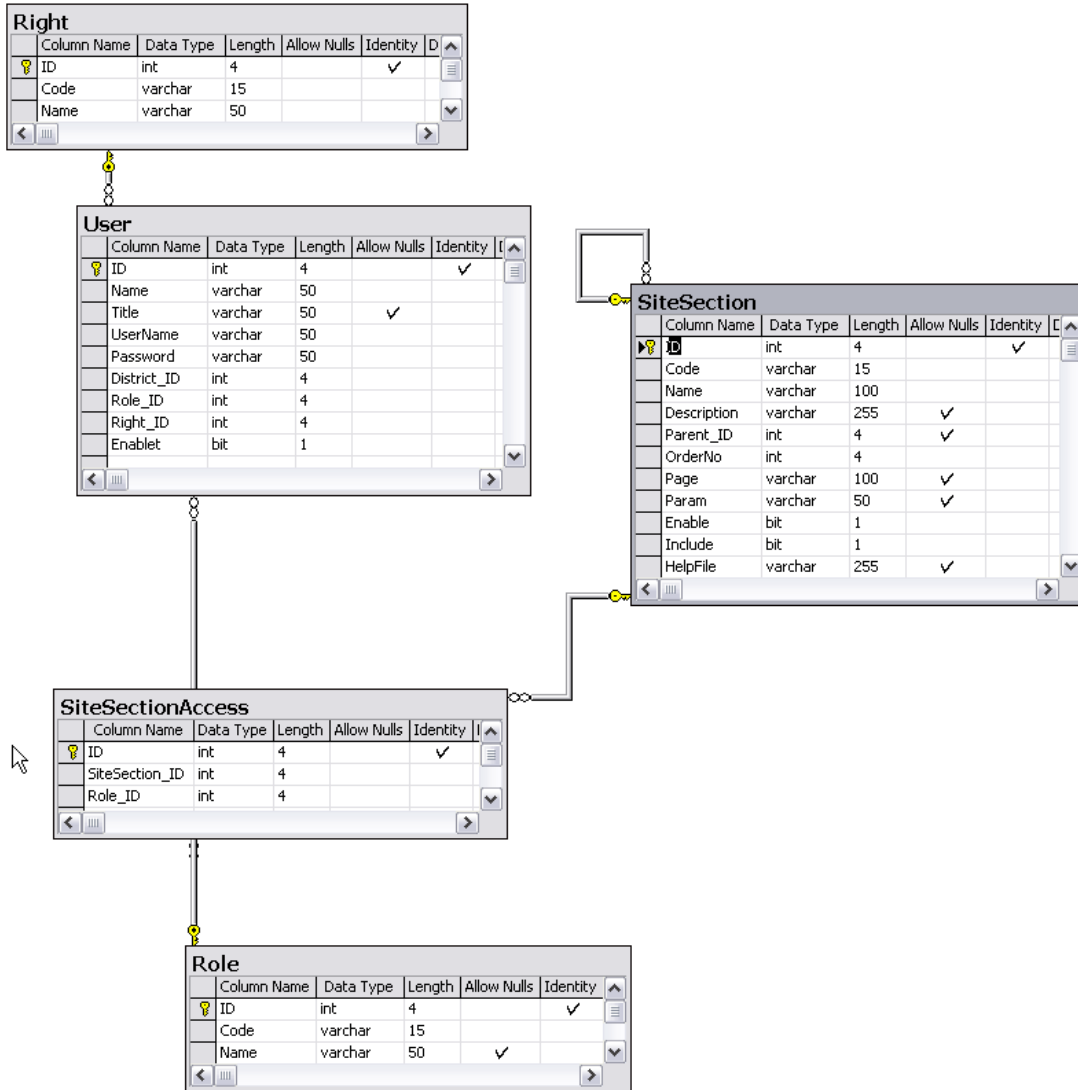 Right
Column Name Data Type Length Allow Nulls Identity D
ID int 4
Code varchar 15
Name varchar 50
User
Column Name Data Type Length Allow Nulls Identity
ID int 4
Name varchar 50
Title varchar 50
UserName varchar 50
Password varchar 50
District_ID int 4
Role_ID int 4
Right_ID int 4
Enablet bit 1
SiteSection
Column Name Data Type Length Allow Nulls Identity
ID int 4
Code varchar 15
Name varchar 100
Description varchar 255
Parent_ID int 4
OrderNo int 4
Page varchar 100
Param varchar 50
Enable bit 1
Include bit 1
HelpFile varchar 255
SiteSectionAccess
Column Name Data Type Length Allow Nulls Identity
ID int 4
SiteSection_ID int 4
Role_ID int 4
Role
Column Name Data Type Length Allow Nulls Identity
ID int 4
Code varchar 15
Name varchar 50